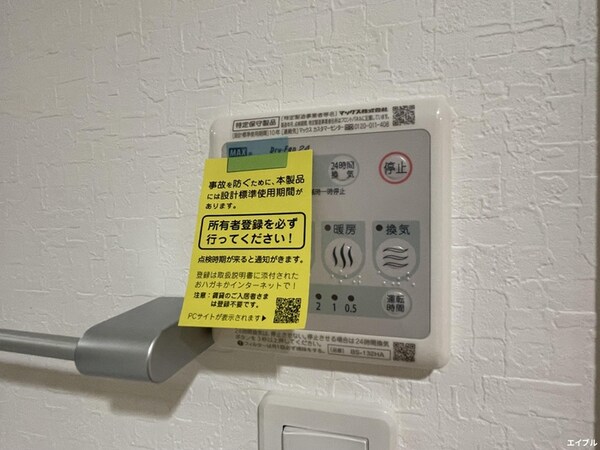 特定保守製品
マックス株式会社
MAX
Dry Fan 24
24時間
換気
停止
暖房
換気
2 1 0.5
運転
時間
事故を防ぐために、本製品
には設計標準使用期間が
あります。
所有者登録を必ず
行ってください!
点検時期が来ると通知がきます。
登録は取扱説明書に添付された
おハガキかインターネットで!
注意:賃貸のご入居者さま
は登録不要です。
PCサイトが表示されます▶
BS-132HA
エイブル